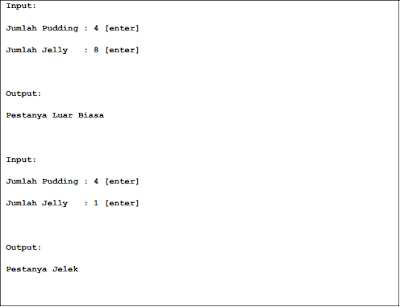 Input:
Jumlah Pudding : 4 [enter]
Jumlah Jelly   : 8 [enter]
Output:
Pestanya Luar Biasa
Input:
Jumlah Pudding : 4 [enter]
Jumlah Jelly   : 1 [enter]
Output:
Pestanya Jelek